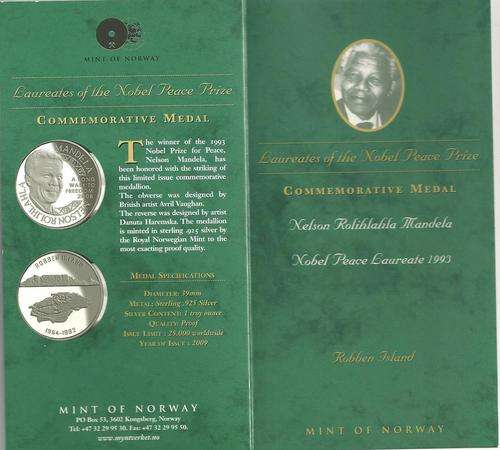 MINT OF NORWAY
Laureates of the Nobel Peace Prize
COMMEMORATIVE MEDAL
The winner of the 1993
Nobel Prize for Peace,
Nelson Mandela, has
been honored with the striking of
this limited issue commemorative
medallion.
The obverse was designed by
British artist Avril Vaughan.
The reverse was designed by artist
Danuta Haremska. The medallion
is minted in sterling .925 silver by
the Royal Norwegian Mint to the
most exacting proof quality.
MANDELA
WALK TO
FREEDOM
ROBBEN ISLAND
1964-1982
MEDAL SPECIFICATIONS
DIAMETER: 39mm
METAL: Sterling .925 Silver
SILVER CONTENT: 1 troy ounce
QUALITY: Proof
ISSUE LIMIT : 25,000 worldwide
YEAR OF ISSUE : 2009
MINT OF NORWAY
PO Box 53, 3602 Kongsberg, Norway
Tel: +47 32 29 95 30. Fax: +47 32 29 95 50.
www.myntverket.no
Laureates of the Nobel Peace Prize
COMMEMORATIVE MEDAL
Nelson Rolihlahla Mandela
Nobel Peace Laureate 1993
Robben Island
MINT OF NORWAY